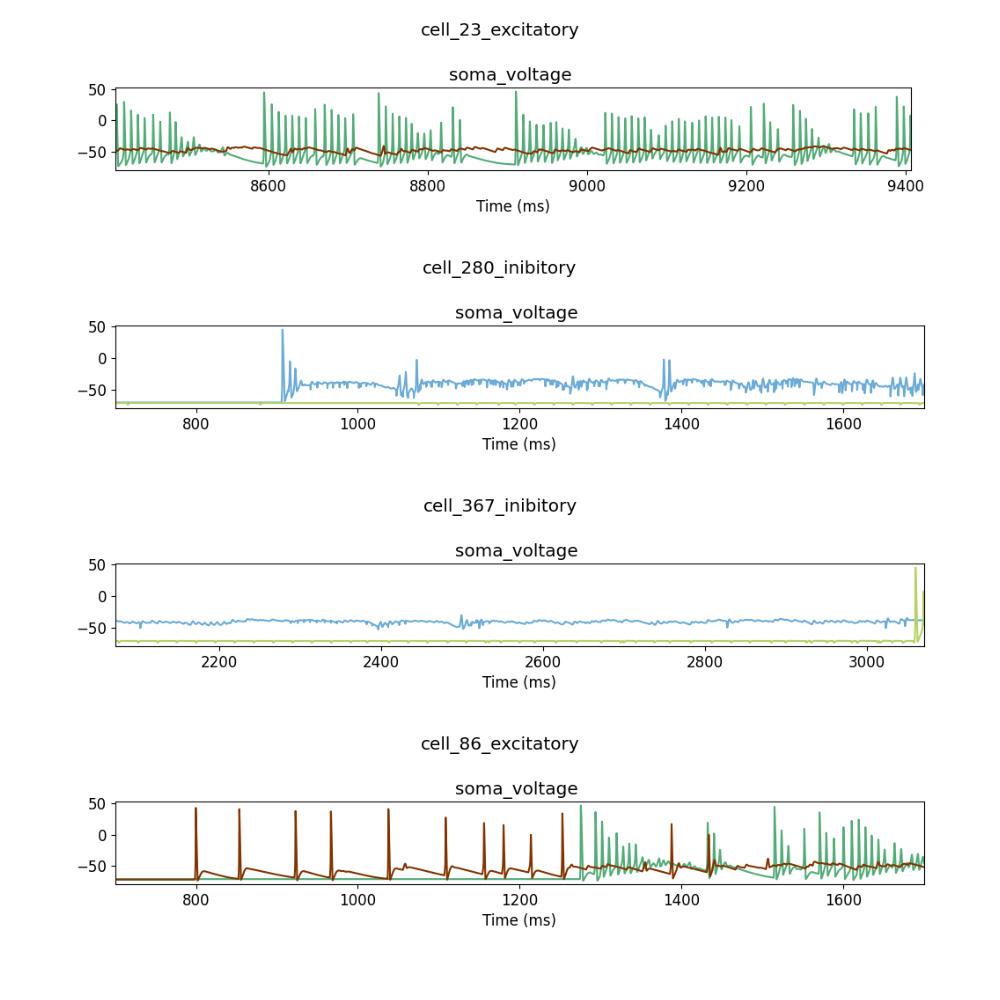 cell_23_excitatory
soma_voltage
50
0
−50
8600 8800 9000 9200 9400
Time (ms)
cell_280_inibitory
soma_voltage
50
0
−50
800 1000 1200 1400 1600
Time (ms)
cell_367_inibitory
soma_voltage
50
0
−50
2200 2400 2600 2800 3000
Time (ms)
cell_86_excitatory
soma_voltage
50
0
−50
800 1000 1200 1400 1600
Time (ms)